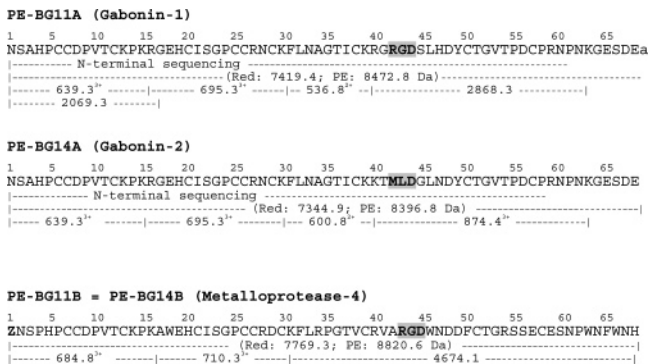 PE-BG11A (Gabonin-1)
1 5 10 15 20 25 30 35 40 45 50 55 60 65
NSAHPCCDPVTCKPKRGEHCISGPCCRNCKFLNAGTICKRGRGDSLHDYCTGVTPDCPRNPNKGESDEa
|---------- N-terminal sequencing ----------
|---------- (Red: 7419.4; PE: 8472.8 Da) ----------|
|----- 639.3²⁺ -----|----- 695.3³⁺ -----|-- 536.8²⁺ --|---------- 2868.3 ----------|
|-------- 2069.3 --------|
PE-BG14A (Gabonin-2)
1 5 10 15 20 25 30 35 40 45 50 55 60 65
NSAHPCCDPVTCKPKRGEHCISGPCCRNCKFLNAGTICKKTMLDGLNDYCTGVTPDCPRNPNKGESDE
|---------- N-terminal sequencing ----------
|---------- (Red: 7344.9; PE: 8396.8 Da) ----------|
|---- 639.3³⁺ ----|---- 695.3³⁺ ----|-- 600.8²⁺ --|---------- 874.4³⁺ ----------|
PE-BG11B = PE-BG14B (Metalloprotease-4)
1 5 10 15 20 25 30 35 40 45 50 55 60 65
ZNSPHPCCDPVTCKPKAWEHCISGPCCRDCKFLRPGTVCRVARGDWNDDFCTGRSSECESNPWNFWNH
|---------- (Red: 7769.3; PE: 8820.6 Da) ----------|
|----- 684.8³⁺ -----|----- 710.3³⁺ -----|---------- 4674.1 ----------|